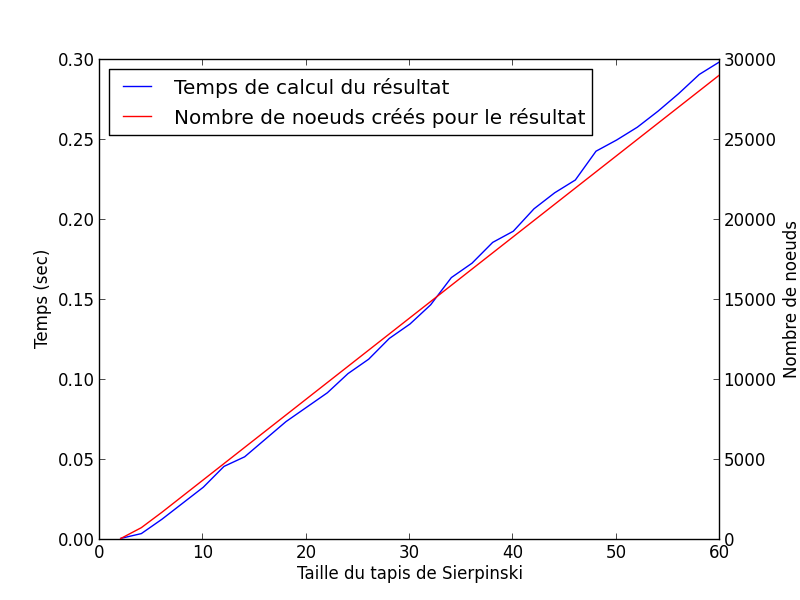 Temps de calcul du résultat
Nombre de noeuds créés pour le résultat
0.30
0.25
0.20
0.15
0.10
0.05
0.00
Temps (sec)
30000
25000
20000
15000
10000
5000
0
Nombre de noeuds
0 10 20 30 40 50 60
Taille du tapis de Sierpinski